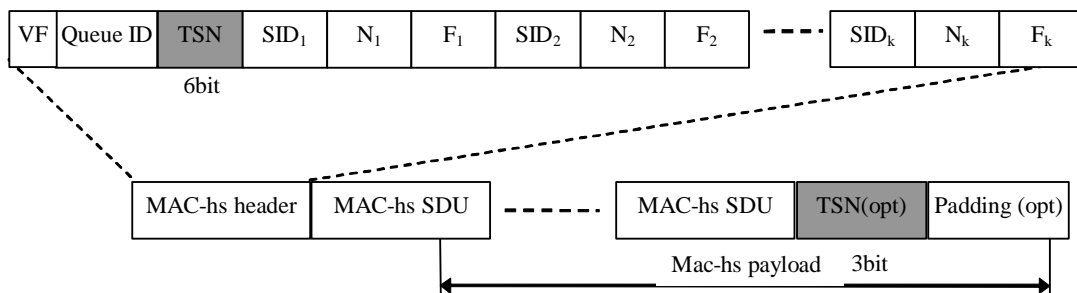 VF Queue ID TSN SID1 N1 F1 SID2 N2 F2 SIDk Nk Fk
6bit
MAC-hs header MAC-hs SDU MAC-hs SDU TSN(opt) Padding (opt)
Mac-hs payload 3bit